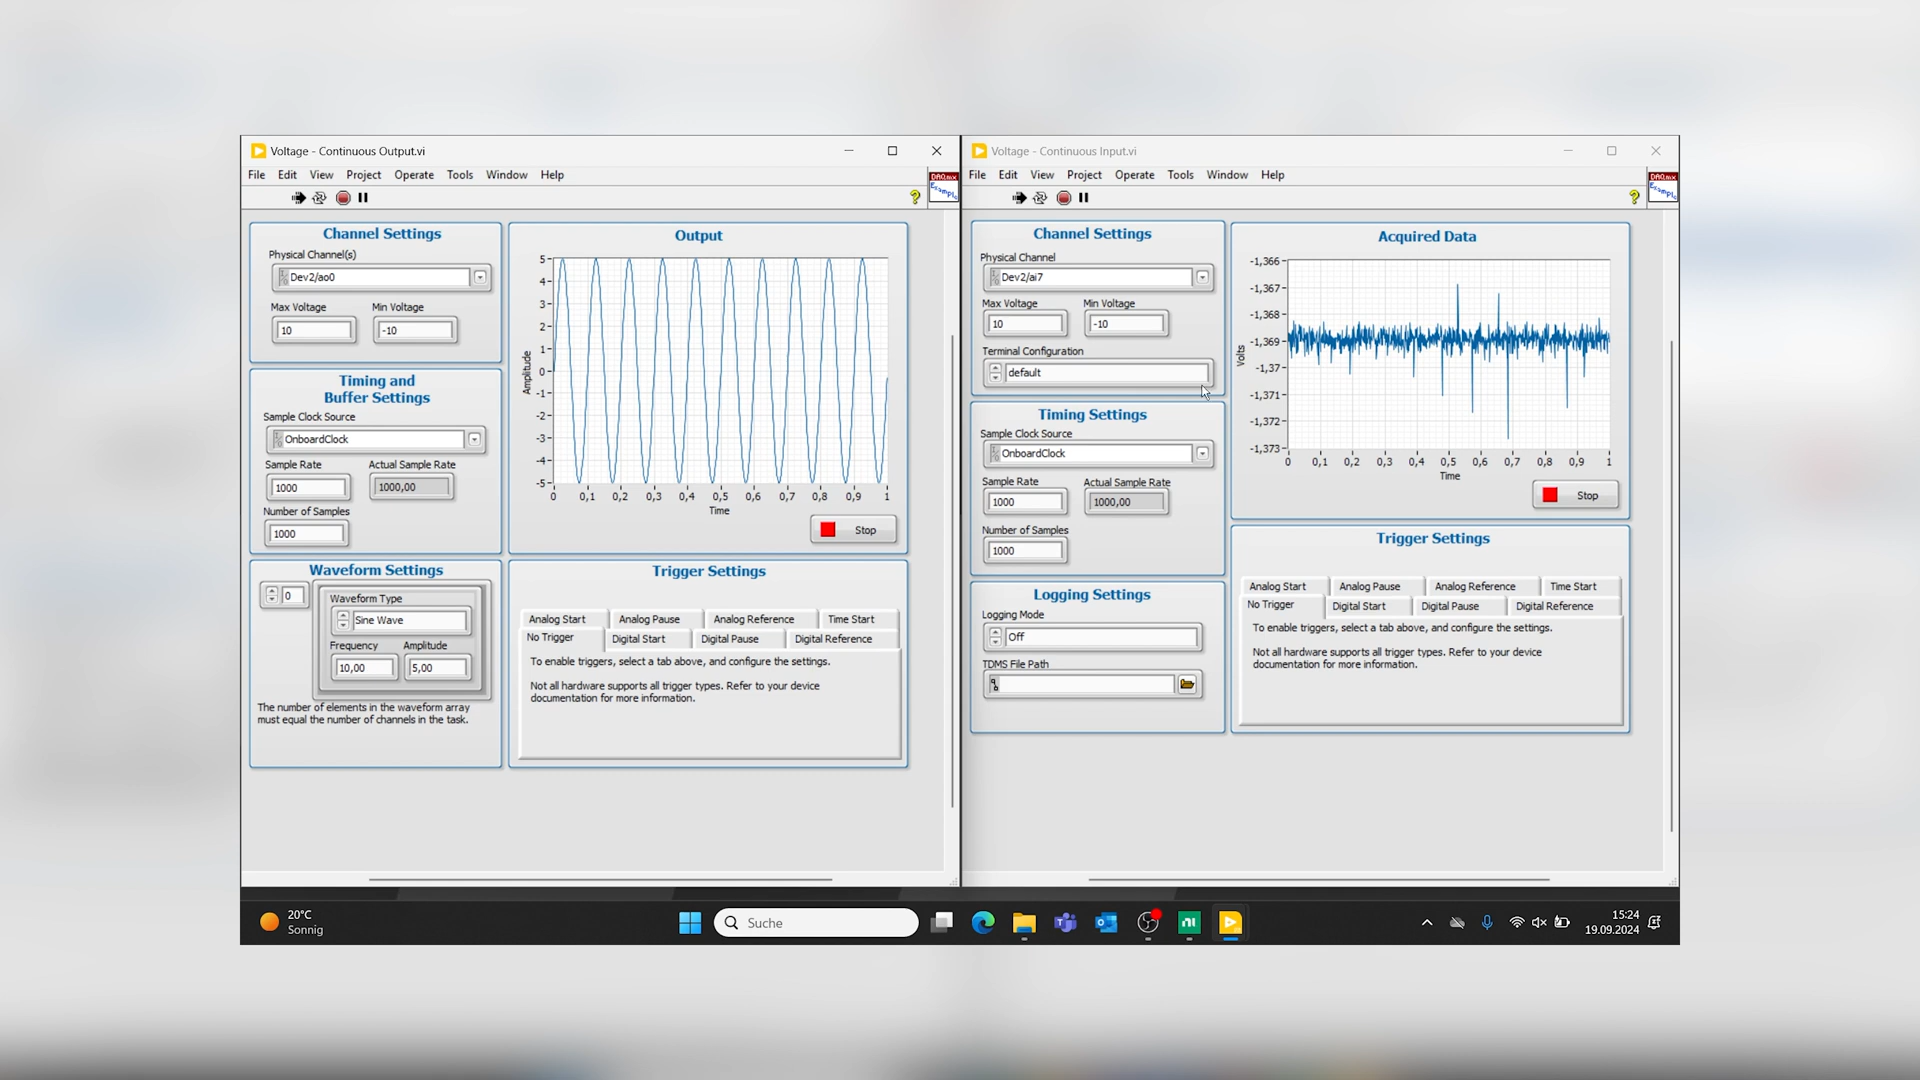 Voltage - Continuous Output.vi
File Edit View Project Operate Tools Window Help
DAQmx
Channel Settings
Physical Channel(s)
Dev2/ao0
Max Voltage Min Voltage
10 -10
Timing and
Buffer Settings
Sample Clock Source
OnboardClock
Sample Rate Actual Sample Rate
1000 1000,00
Number of Samples
1000
Waveform Settings
0
Waveform Type
Sine Wave
Frequency Amplitude
10,00 5,00
The number of elements in the waveform array
must equal the number of channels in the task.
Output
Amplitude
5
4
3
2
1
0
-1
-2
-3
-4
-5
0 0,1 0,2 0,3 0,4 0,5 0,6 0,7 0,8 0,9 1
Time
Stop
Trigger Settings
Analog Start Analog Pause Analog Reference Time Start
No Trigger Digital Start Digital Pause Digital Reference
To enable triggers, select a tab above, and configure the settings.
Not all hardware supports all trigger types. Refer to your device
documentation for more information.
Voltage - Continuous Input.vi
File Edit View Project Operate Tools Window Help
DAQmx
Channel Settings
Physical Channel
Dev2/ai7
Max Voltage Min Voltage
10 -10
Terminal Configuration
default
Timing Settings
Sample Clock Source
OnboardClock
Sample Rate Actual Sample Rate
1000 1000,00
Number of Samples
1000
Logging Settings
Logging Mode
Off
TDMS File Path
Acquired Data
Volts
-1,366
-1,367
-1,368
-1,369
-1,37
-1,371
-1,372
-1,373
0 0,1 0,2 0,3 0,4 0,5 0,6 0,7 0,8 0,9 1
Time
Stop
Trigger Settings
Analog Start Analog Pause Analog Reference Time Start
No Trigger Digital Start Digital Pause Digital Reference
To enable triggers, select a tab above, and configure the settings.
Not all hardware supports all trigger types. Refer to your device
documentation for more information.
20°C
Sonnig
Suche
15:24
19.09.2024